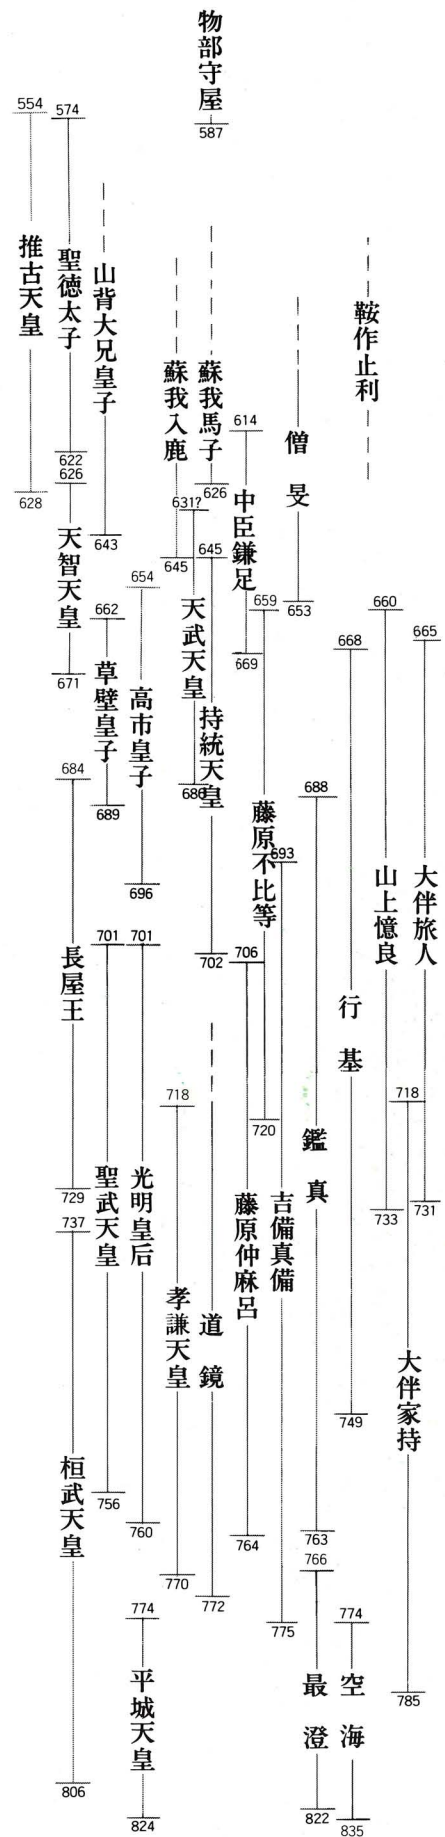 物部守屋
587
554
推古天皇
628
574
聖徳太子
622
山背大兄皇子
643
蘇我入鹿
645
蘇我馬子
626
鞍作止利
僧旻
653
614
中臣鎌足
669
626
天智天皇
671
631?
天武天皇
686
645
持統天皇
702
654
高市皇子
696
662
草壁皇子
689
659
藤原不比等
720
660
山上憶良
733
665
大伴旅人
731
668
行基
749
684
長屋王
729
688
鑑真
763
693
吉備真備
775
701
聖武天皇
756
701
光明皇后
760
706
藤原仲麻呂
764
718
孝謙天皇
770
道鏡
772
718
大伴家持
785
737
桓武天皇
806
766
最澄
822
774
空海
835
774
平城天皇
824